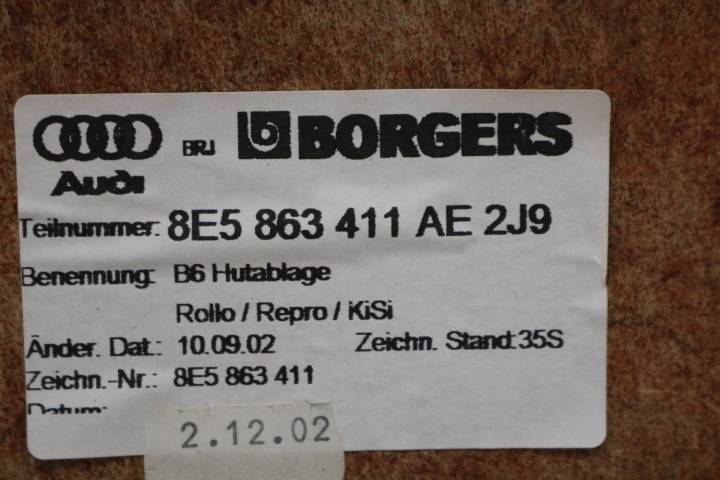 BRJ BORGERS
Audi
Teilnummer: 8E5 863 411 AE 2J9
Benennung: B6 Hutablage
Rollo / Repro / KiSi
Änder. Dat.: 10.09.02 Zeichn. Stand:35S
Zeichn.-Nr.: 8E5 863 411
Datum:
2.12.02